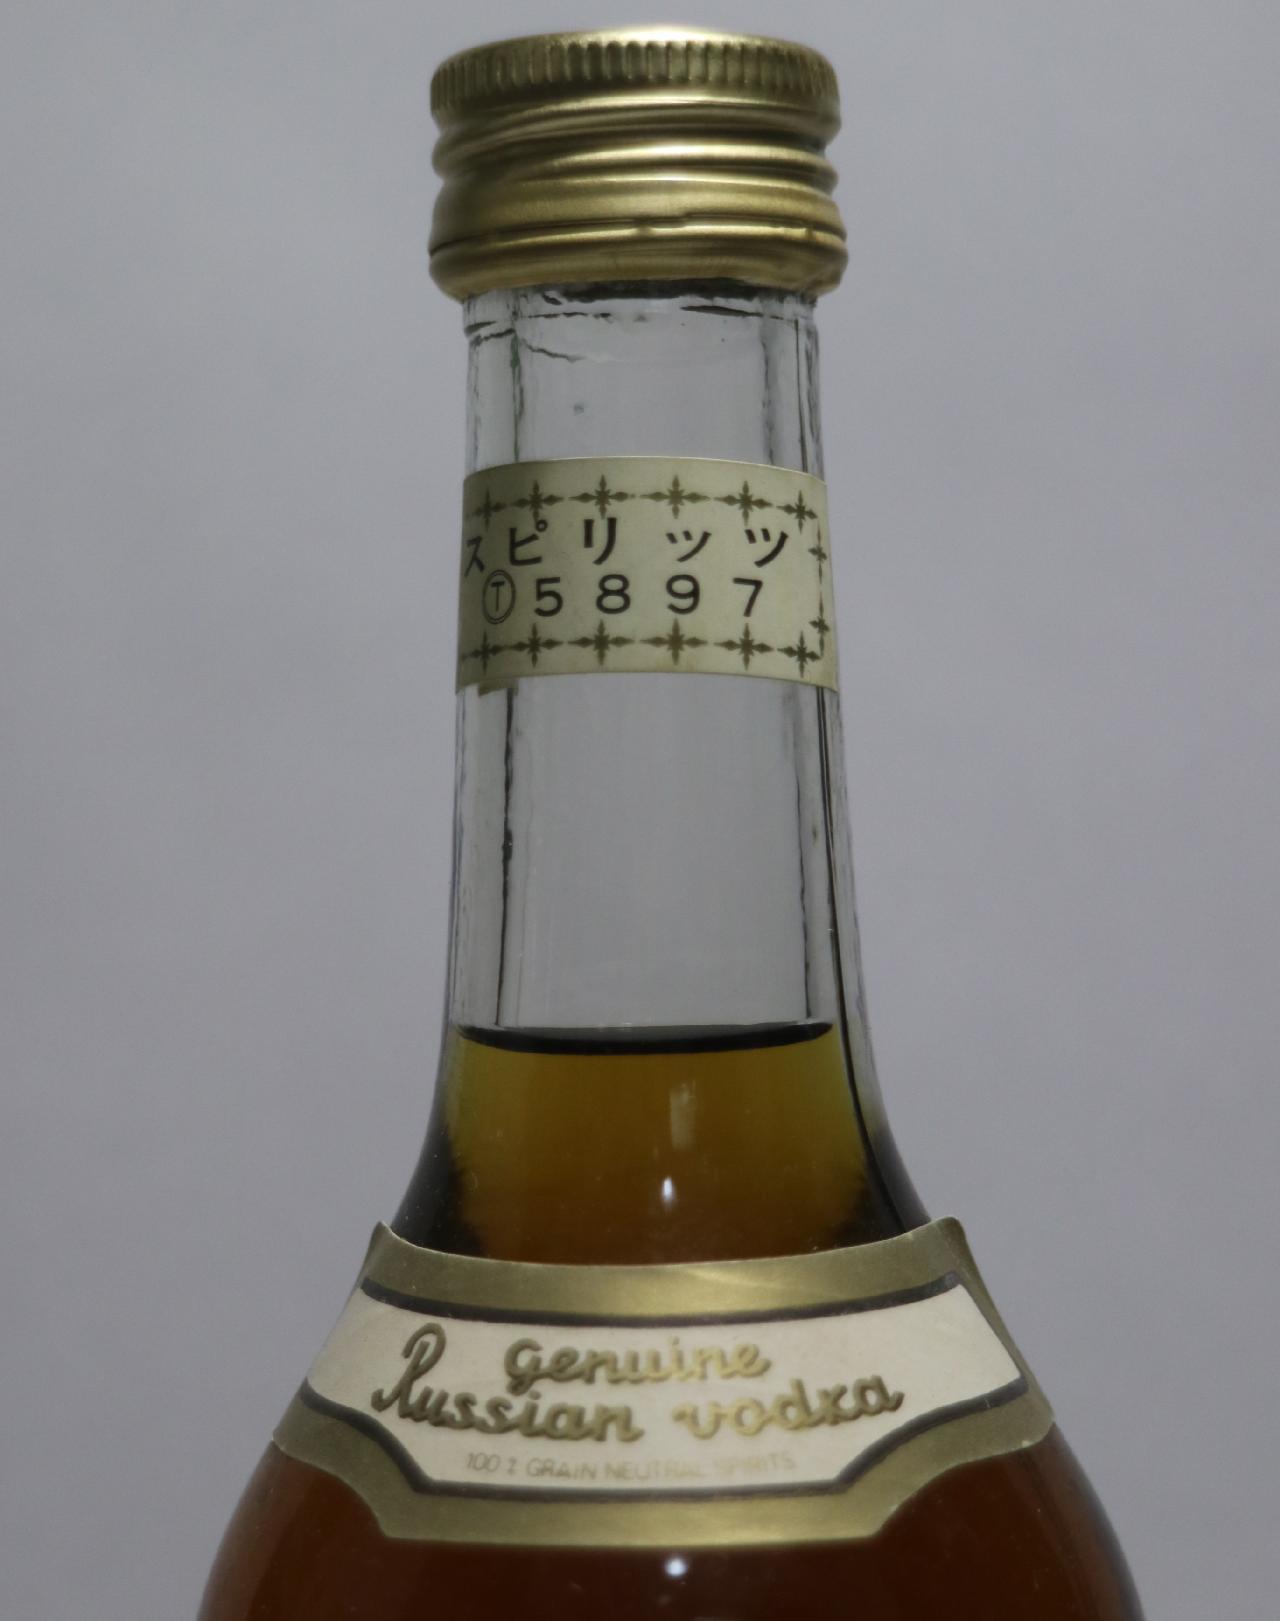 スピリッツ
Ⓣ5897
genuine
Russian vodka
100% GRAIN NEUTRAL SPIRITS